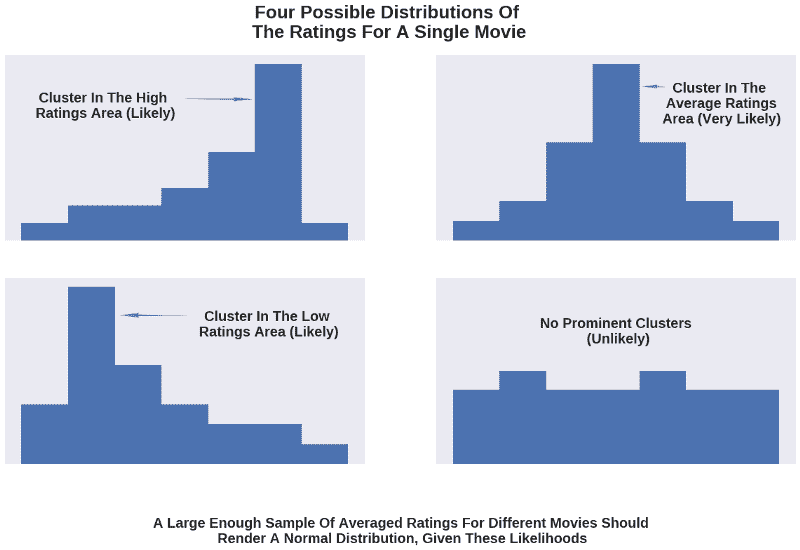 Four Possible Distributions Of
The Ratings For A Single Movie
Cluster In The High
Ratings Area (Likely)
Cluster In The
Average Ratings
Area (Very Likely)
Cluster In The Low
Ratings Area (Likely)
No Prominent Clusters
(Unlikely)
A Large Enough Sample Of Averaged Ratings For Different Movies Should
Render A Normal Distribution, Given These Likelihoods